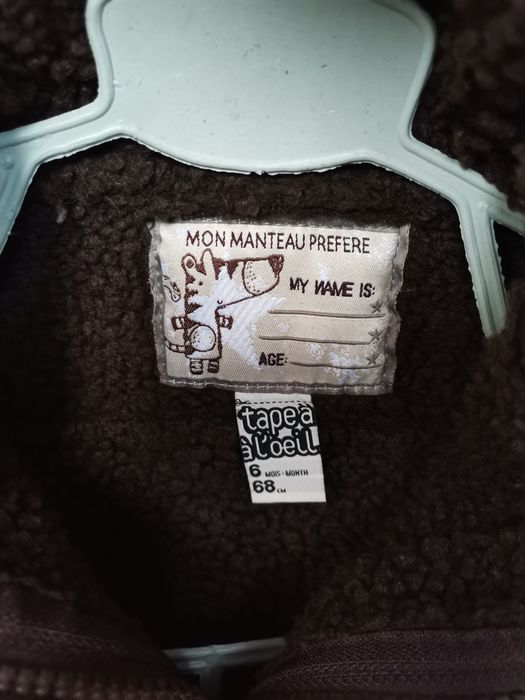 MON MANTEAU PREFERE
MY NAME IS:
AGE:
tape à
à l'oeil
6 MOIS-MONTH
68 CM